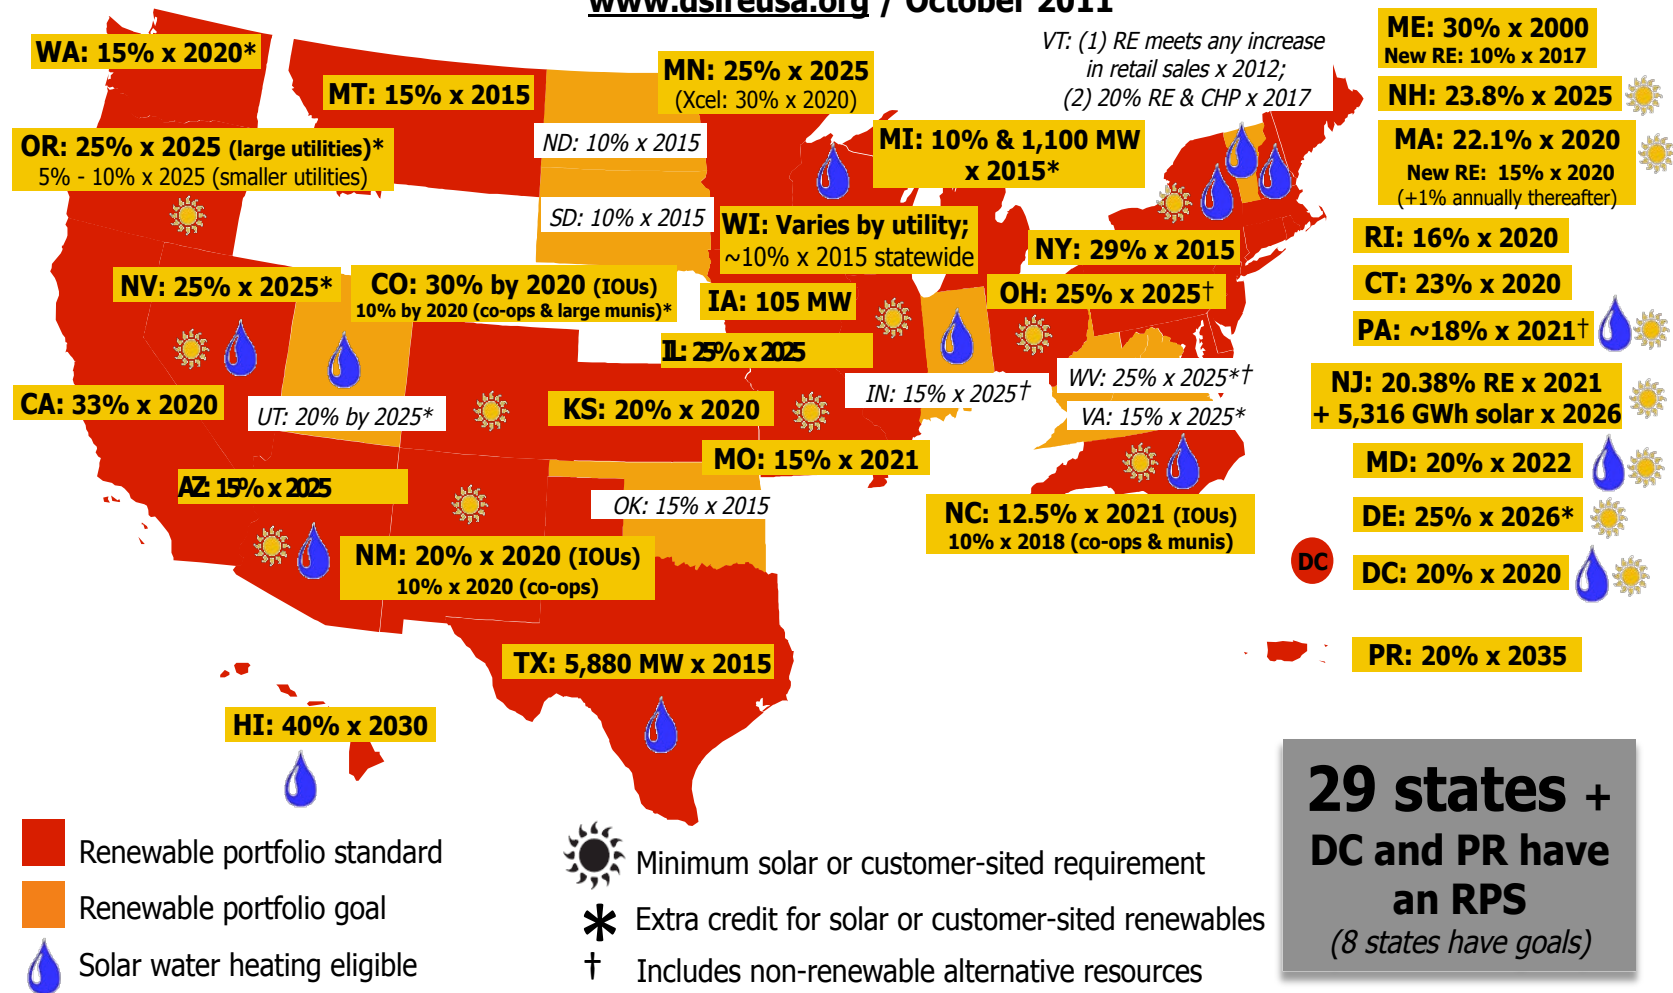 www.dsireusa.org / October 2011
WA: 15% x 2020*
MT: 15% x 2015
MN: 25% x 2025
(Xcel: 30% x 2020)
VT: (1) RE meets any increase
in retail sales x 2012;
(2) 20% RE & CHP x 2017
ME: 30% x 2000
New RE: 10% x 2017
NH: 23.8% x 2025
OR: 25% x 2025 (large utilities)*
5% - 10% x 2025 (smaller utilities)
ND: 10% x 2015
MI: 10% & 1,100 MW
x 2015*
MA: 22.1% x 2020
New RE: 15% x 2020
(+1% annually thereafter)
SD: 10% x 2015
WI: Varies by utility;
~10% x 2015 statewide
NY: 29% x 2015
RI: 16% x 2020
NV: 25% x 2025*
CO: 30% by 2020 (IOUs)
10% by 2020 (co-ops & large munis)*
IA: 105 MW
OH: 25% x 2025†
CT: 23% x 2020
IL: 25% x 2025
PA: ~18% x 2021†
CA: 33% x 2020
UT: 20% by 2025*
KS: 20% x 2020
IN: 15% x 2025†
WV: 25% x 2025*†
VA: 15% x 2025*
NJ: 20.38% RE x 2021
+ 5,316 GWh solar x 2026
MO: 15% x 2021
MD: 20% x 2022
AZ: 15% x 2025
OK: 15% x 2015
NC: 12.5% x 2021 (IOUs)
10% x 2018 (co-ops & munis)
DE: 25% x 2026*
NM: 20% x 2020 (IOUs)
10% x 2020 (co-ops)
DC
DC: 20% x 2020
TX: 5,880 MW x 2015
PR: 20% x 2035
HI: 40% x 2030
29 states +
DC and PR have
an RPS
(8 states have goals)
Renewable portfolio standard
Renewable portfolio goal
Solar water heating eligible
Minimum solar or customer-sited requirement
* Extra credit for solar or customer-sited renewables
† Includes non-renewable alternative resources